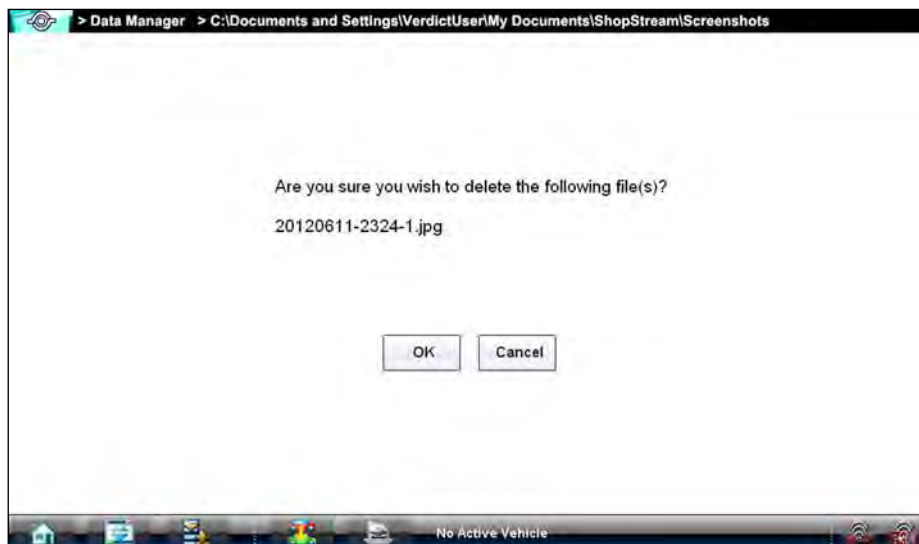 > Data Manager > C:\Documents and Settings\VerdictUser\My Documents\ShopStream\Screenshots
Are you sure you wish to delete the following file(s)?
20120611-2324-1.jpg
OK Cancel
No Active Vehicle